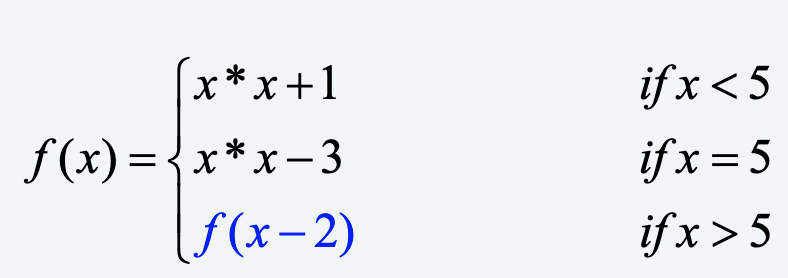 x*x+1 if x < 5
f(x) = { x*x−3 if x = 5
f(x−2) if x > 5